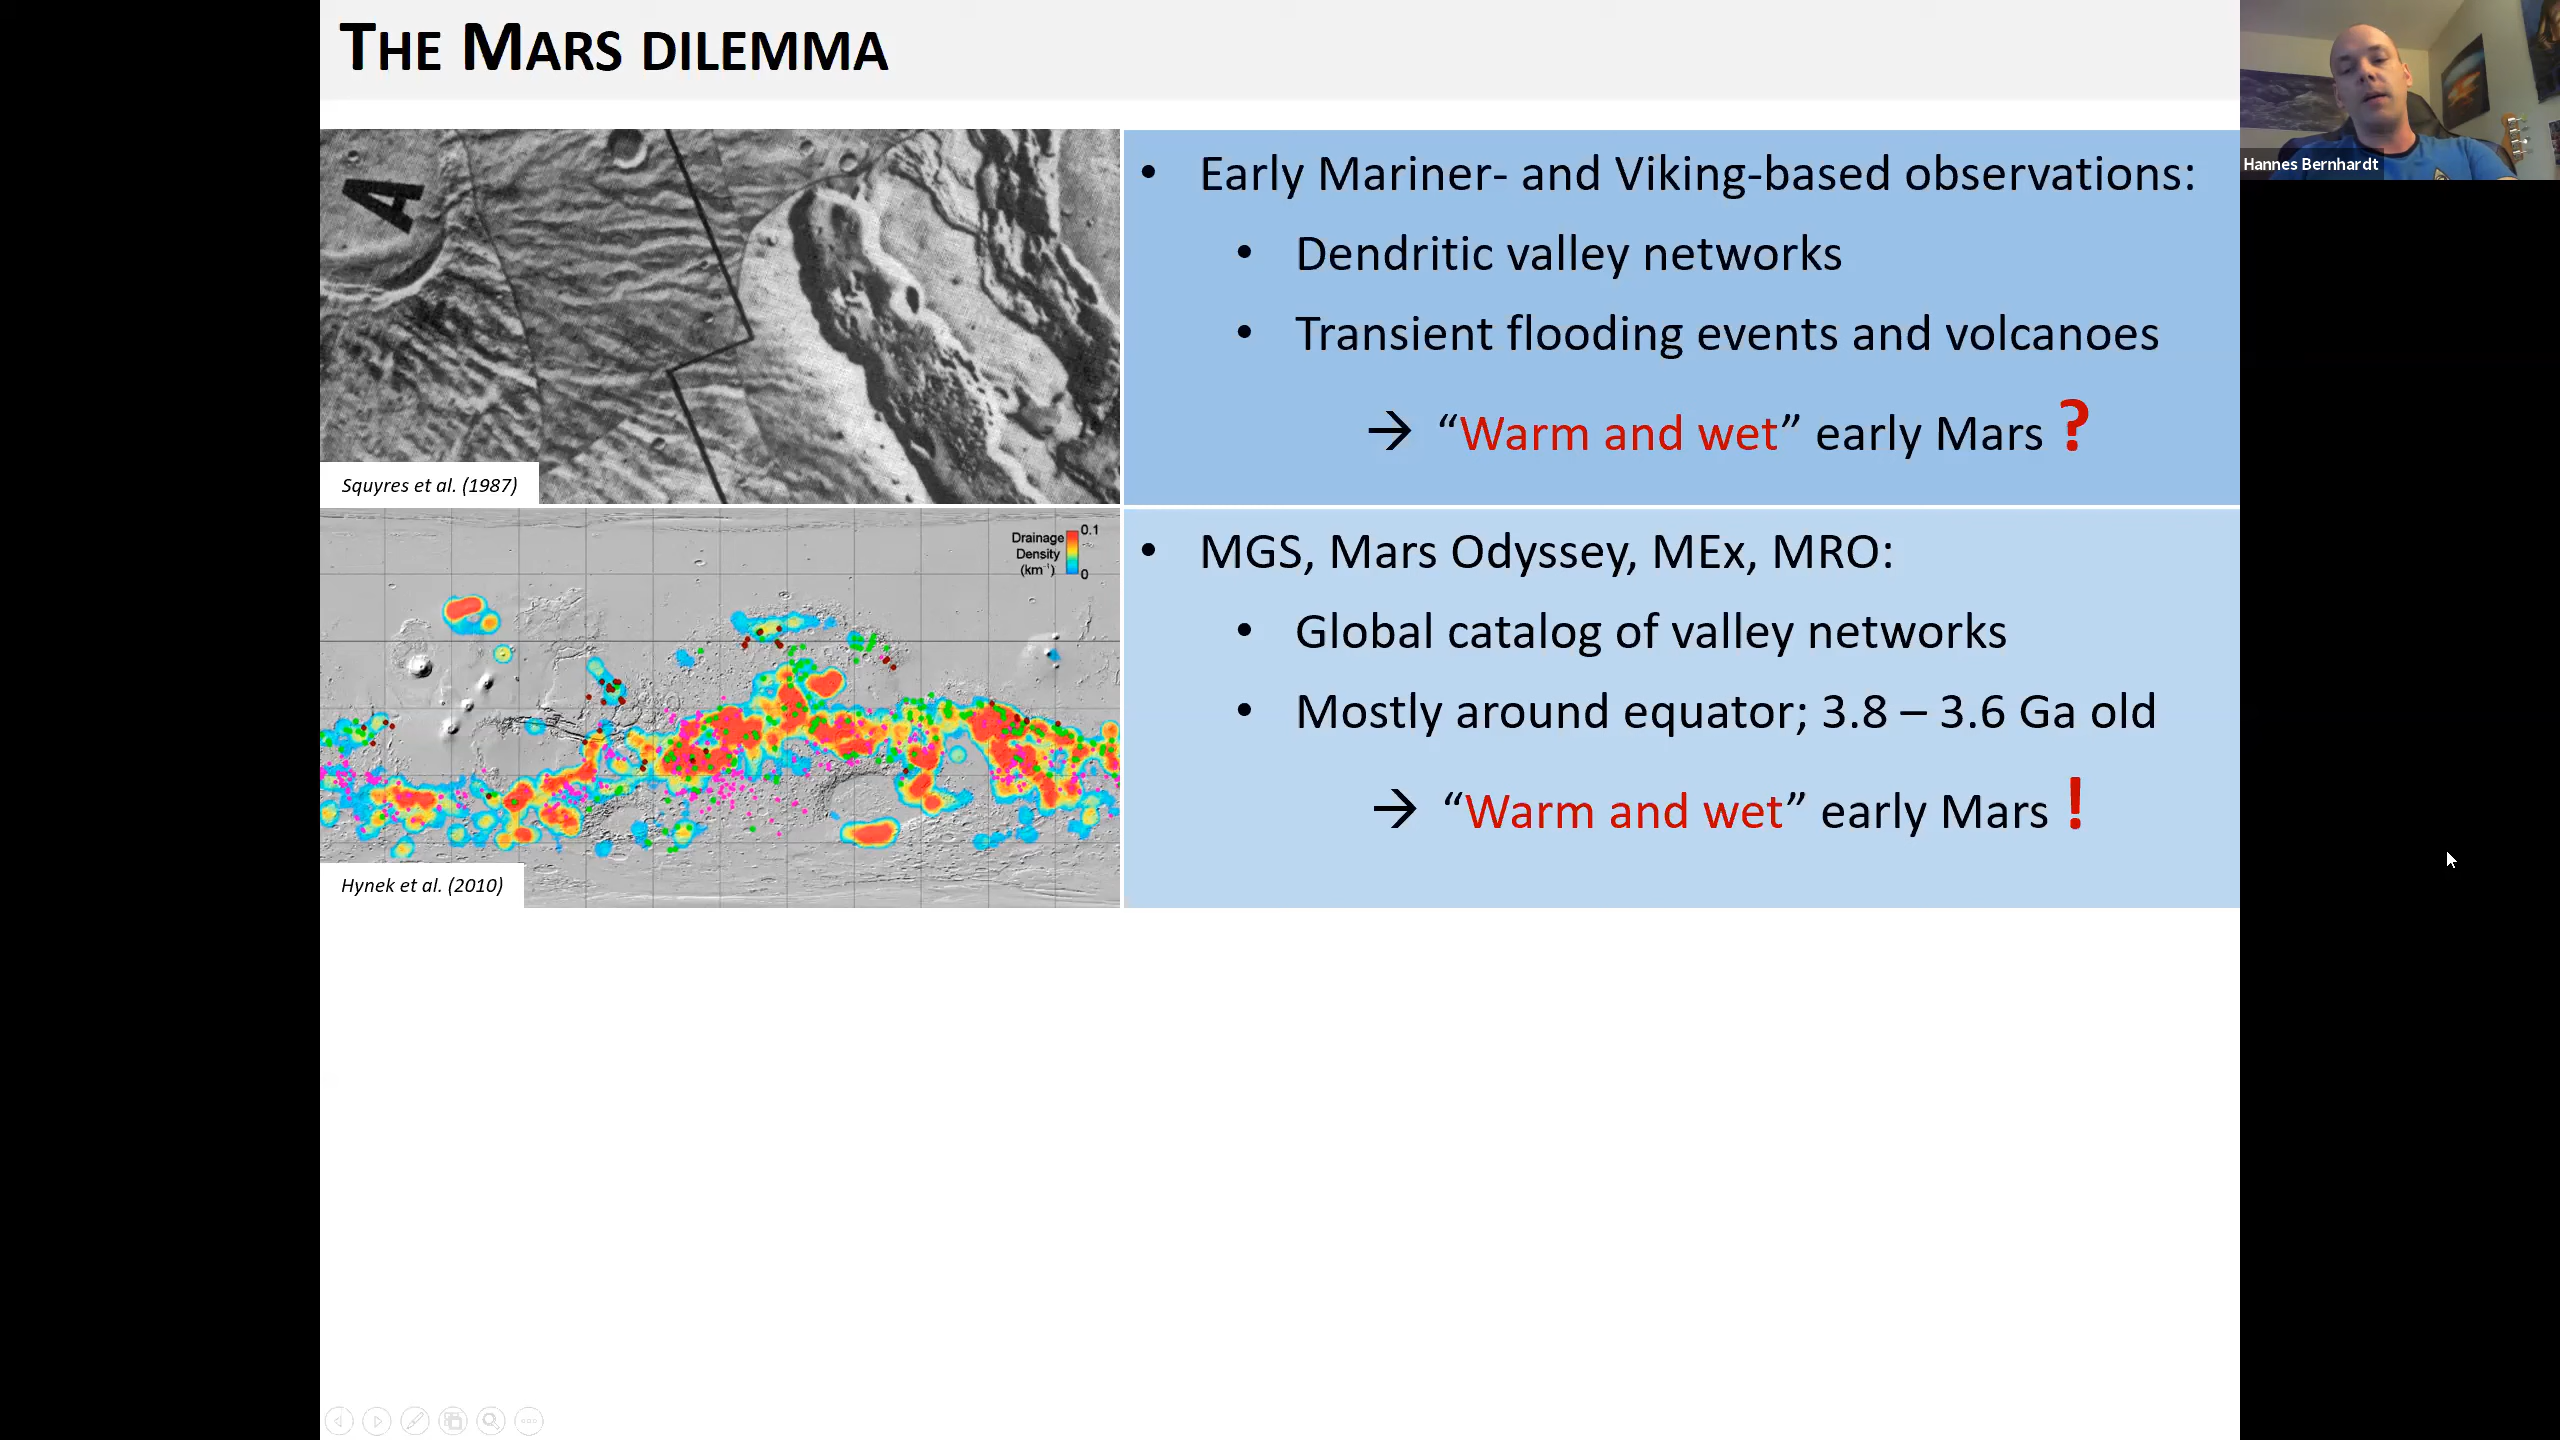 THE MARS DILEMMA
Hannes Bernhardt
A
Squyres et al. (1987)
• Early Mariner- and Viking-based observations:
• Dendritic valley networks
• Transient flooding events and volcanoes
→ “Warm and wet” early Mars ?
Drainage
Density
(km⁻¹)
0.1
0
Hynek et al. (2010)
• MGS, Mars Odyssey, MEx, MRO:
• Global catalog of valley networks
• Mostly around equator; 3.8 – 3.6 Ga old
→ “Warm and wet” early Mars !